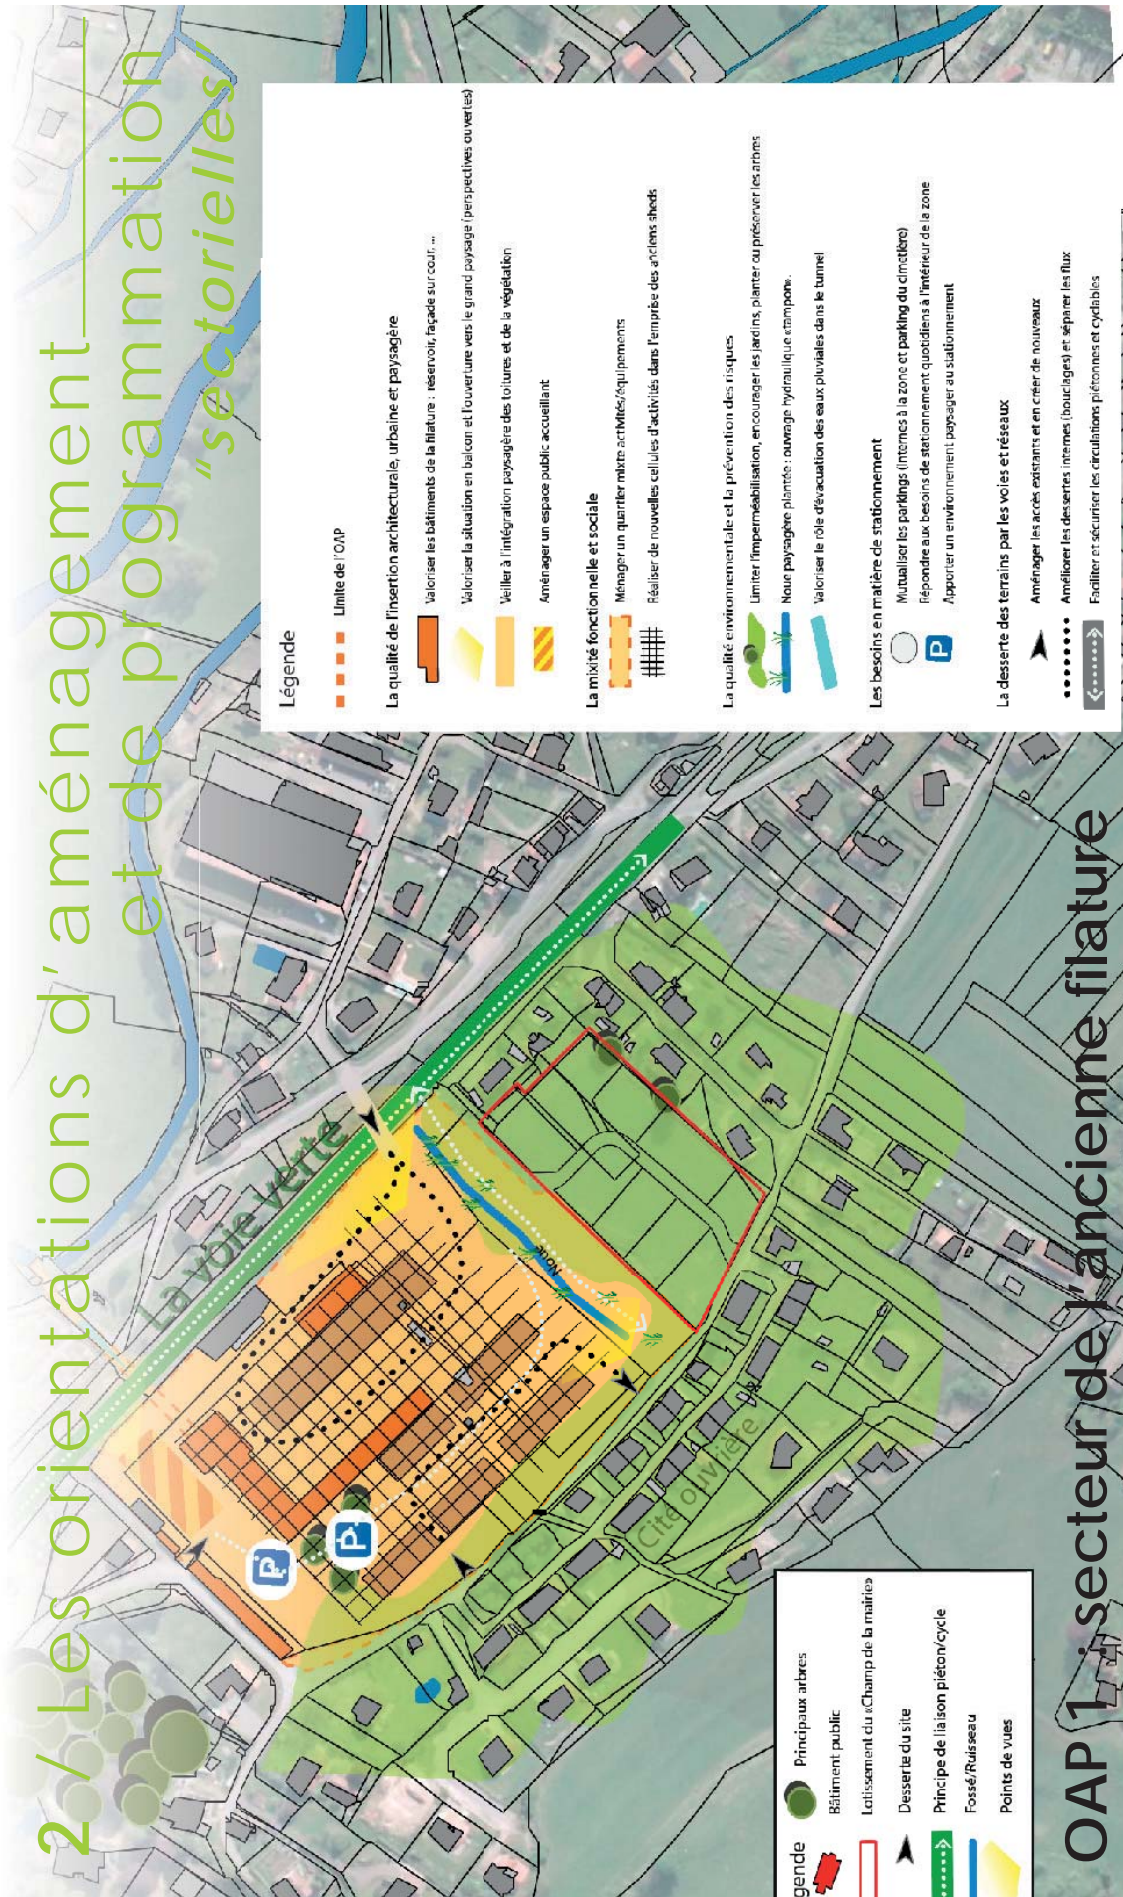 2/ Les orientations d'aménagement
et de programmation
"sectorielles"
Légende
Limite de l'OAP
La qualité de l'insertion architecturale, urbaine et paysagère
Valoriser les bâtiments de la filature : réservoir, façade sur cour, ...
Valoriser la situation en balcon et l'ouverture vers le grand paysage (perspectives ouvertes)
Veiller à l'intégration paysagère des toitures et de la végétation
Aménager un espace public accueillant
La mixité fonctionnelle et sociale
Ménager un quartier mixte activités/équipements
Réaliser de nouvelles cellules d'activités dans l'emprise des anciens sheds
La qualité environnementale et la prévention des risques
Limiter l'imperméabilisation, encourager les jardins, planter ou préserver les arbres
Noue paysagère plantée : ouvrage hydraulique «tampon».
Valoriser le rôle d'évacuation des eaux pluviales dans le tunnel
Les besoins en matière de stationnement
Mutualiser les parkings (internes à la zone et parking du cimetière)
P
Répondre aux besoins de stationnement quotidiens à l'intérieur de la zone
Apporter un environnement paysager au stationnement
La desserte des terrains par les voies et réseaux
Aménager les accès existants et en créer de nouveaux
Améliorer les dessertes internes (bouclages) et séparer les flux
Faciliter et sécuriser les circulations piétonnes et cyclables
La voie verte
Noue
P
P
Cité ouvrière
gende
Principaux arbres
Bâtiment public
Lotissement du «Champ de la mairie»
Desserte du site
Principe de liaison piéton/cycle
Fossé/Ruisseau
Points de vues
OAP 1 : secteur de l'ancienne filature